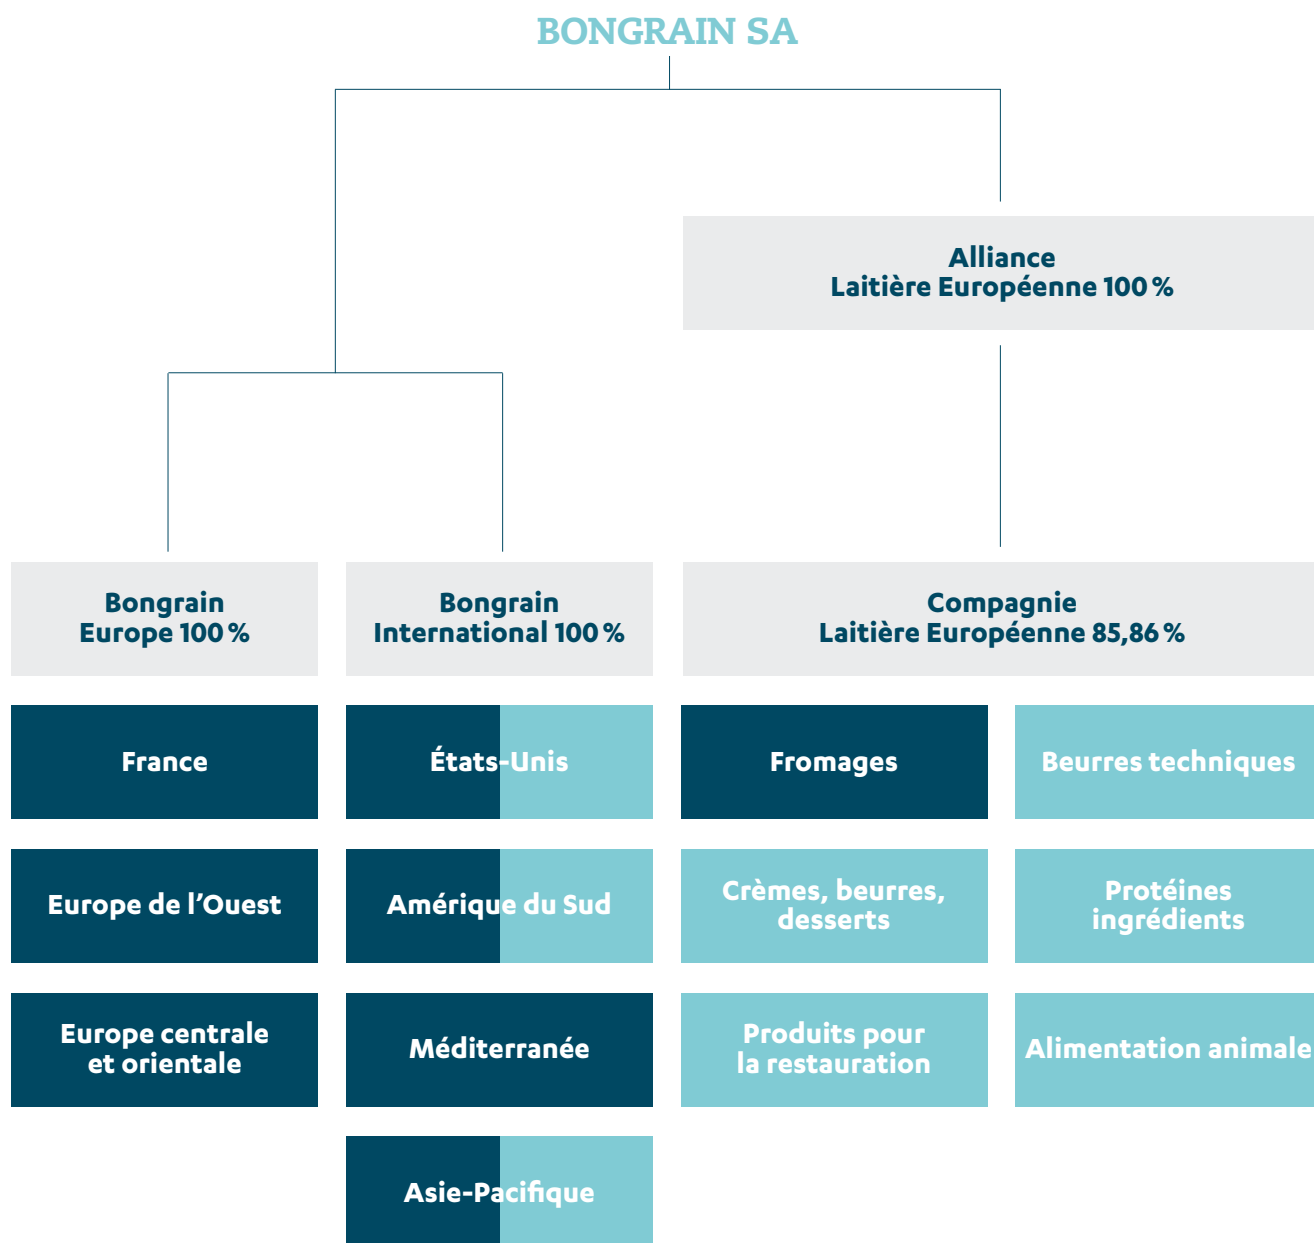 BONGRAIN SA
Alliance
Laitière Européenne 100 %
Bongrain
Europe 100 %
Bongrain
International 100 %
Compagnie
Laitière Européenne 85,86 %
France
États-Unis
Fromages
Beurres techniques
Europe de l’Ouest
Amérique du Sud
Crèmes, beurres,
desserts
Protéines
ingrédients
Europe centrale
et orientale
Méditerranée
Produits pour
la restauration
Alimentation animale
Asie-Pacifique